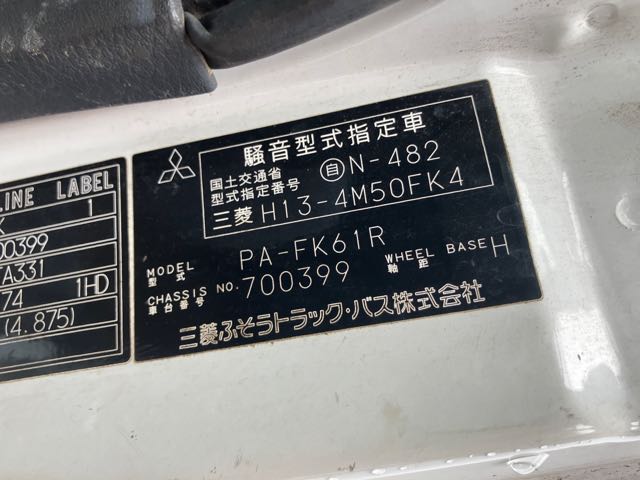 LINE LABEL
K 1
00399
TA331
74 1HD
(4.875)
騒音型式指定車
国土交通省
型式指定番号 自N-482
三菱 H13-4M50FK4
MODEL
型式 PA-FK61R
CHASSIS
車台番号 NO. 700399
WHEEL BASE
軸距 H
三菱ふそうトラック・バス株式会社